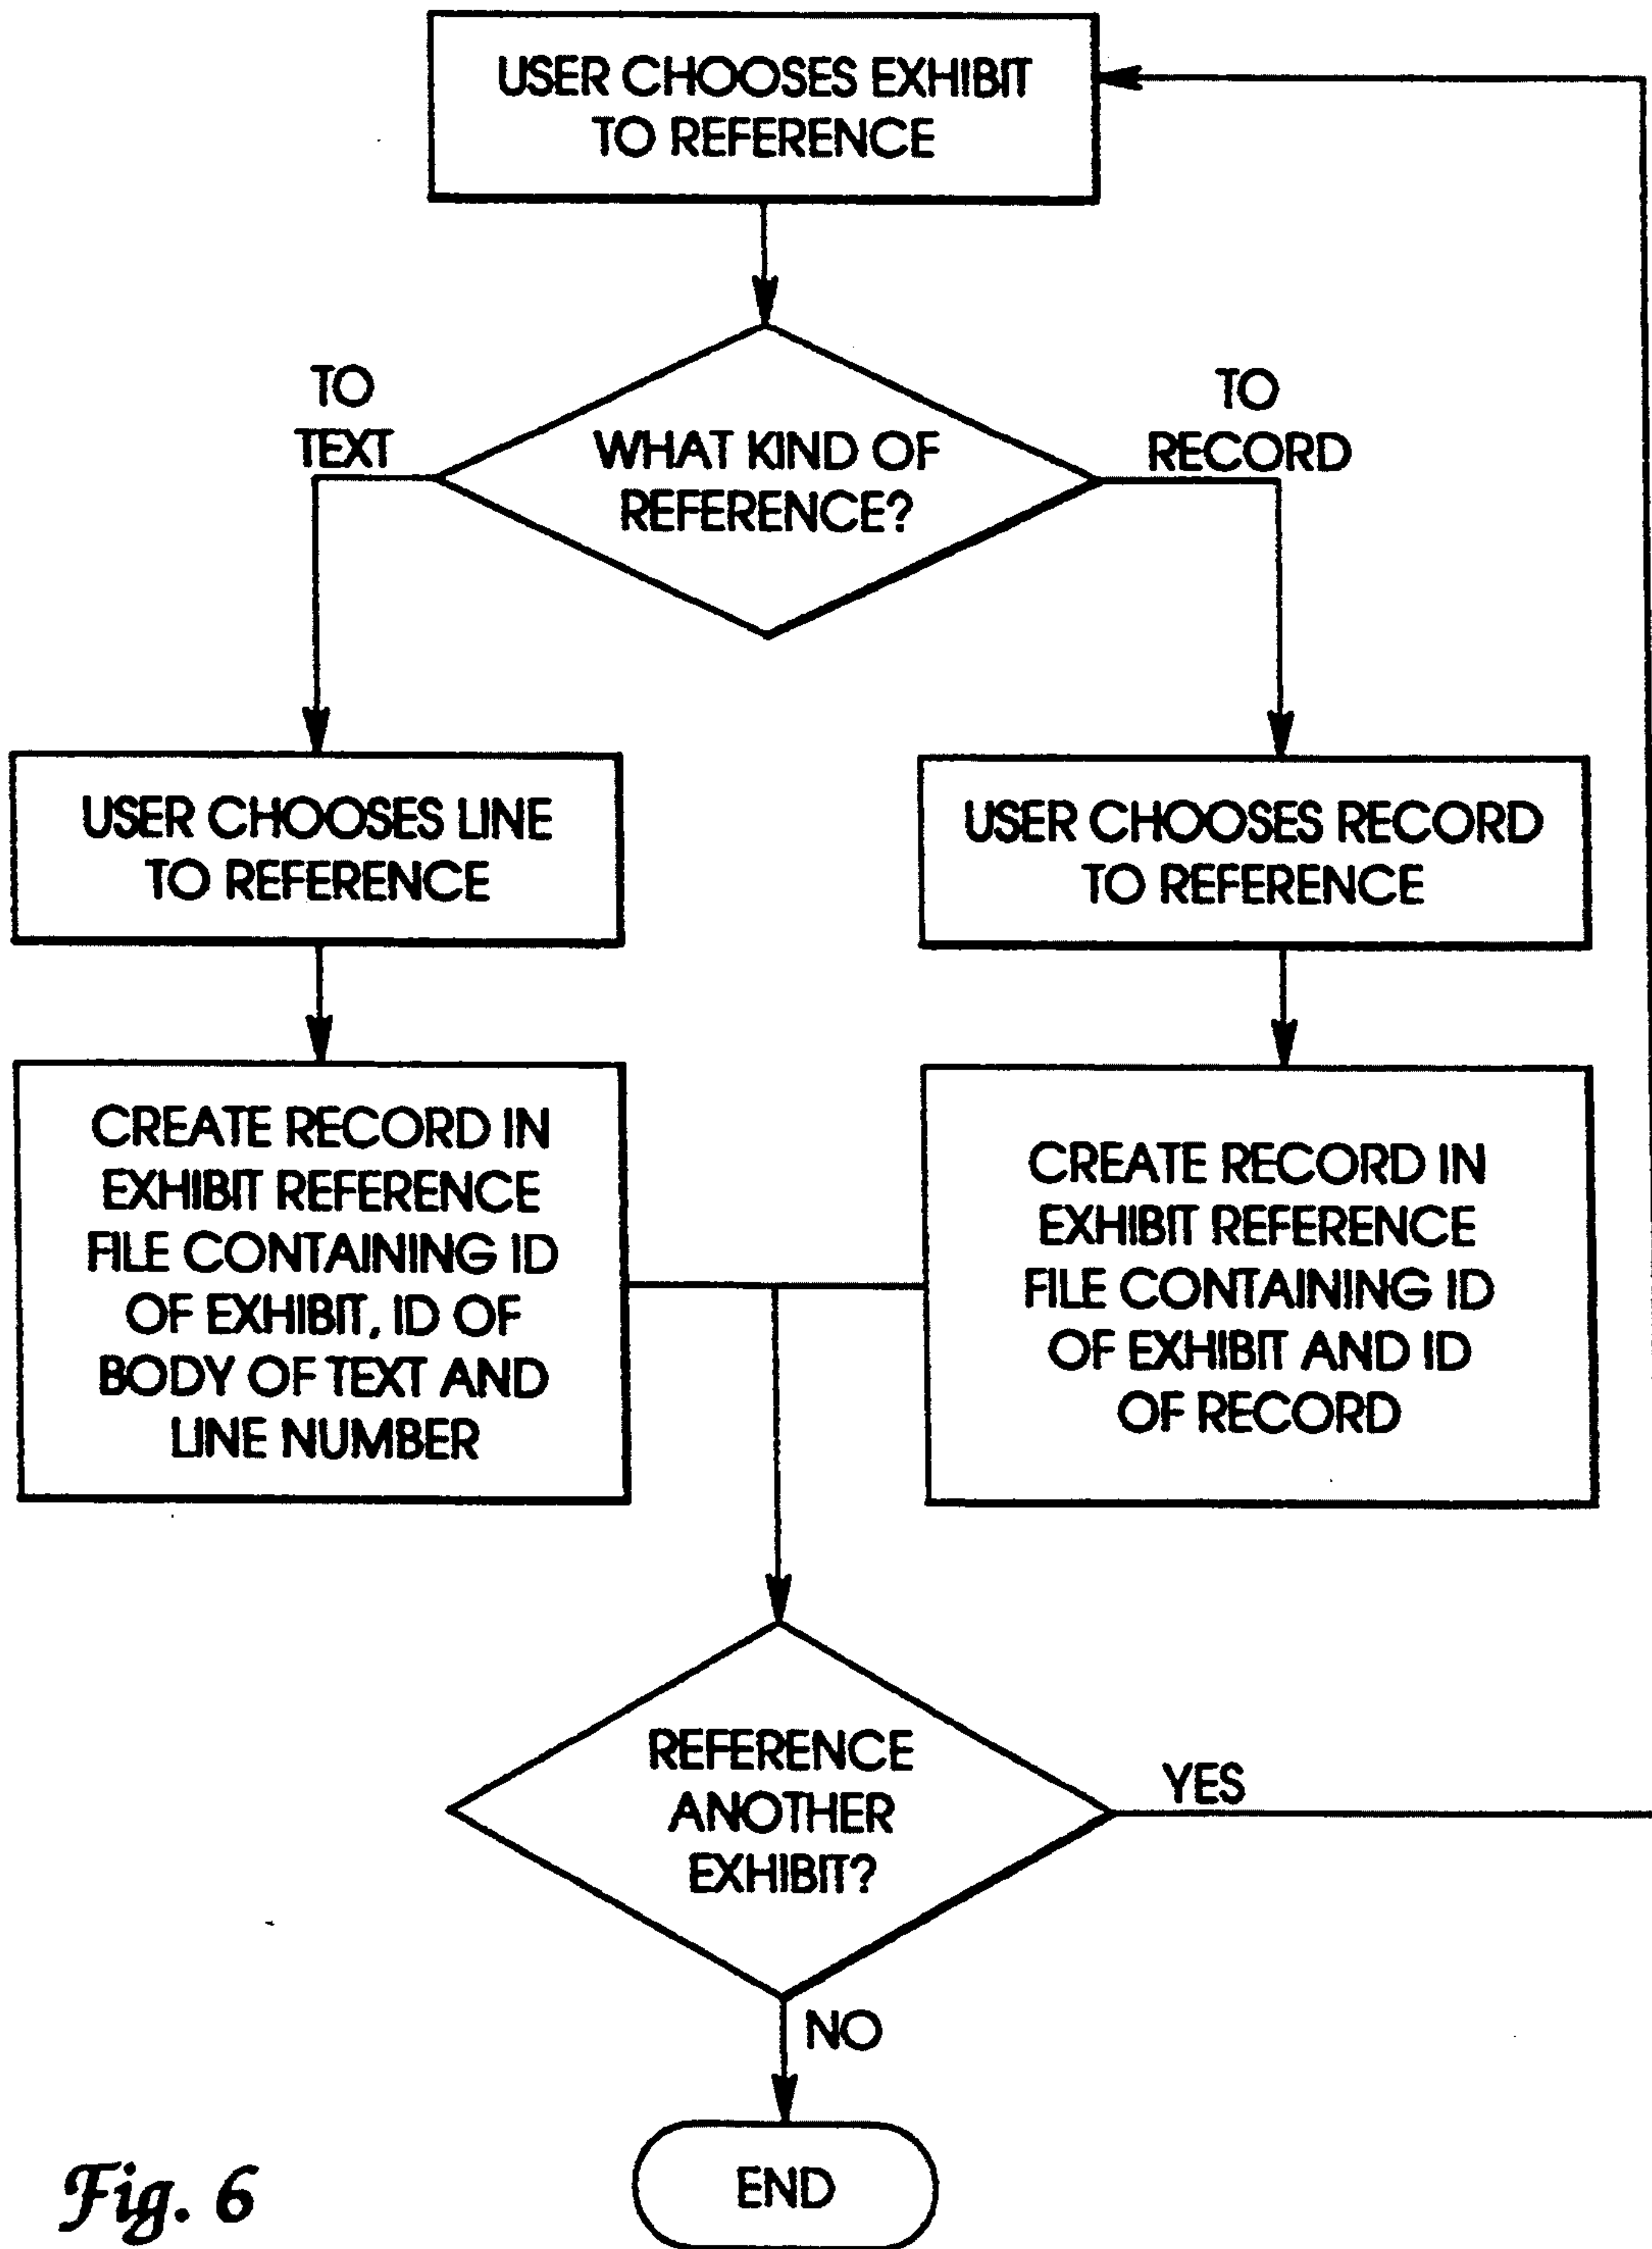 USER CHOOSES EXHIBIT
TO REFERENCE
TO
TEXT
WHAT KIND OF
REFERENCE?
TO
RECORD
USER CHOOSES LINE
TO REFERENCE
USER CHOOSES RECORD
TO REFERENCE
CREATE RECORD IN
EXHIBIT REFERENCE
FILE CONTAINING ID
OF EXHIBIT, ID OF
BODY OF TEXT AND
LINE NUMBER
CREATE RECORD IN
EXHIBIT REFERENCE
FILE CONTAINING ID
OF EXHIBIT AND ID
OF RECORD
REFERENCE
ANOTHER
EXHIBIT?
YES
NO
END
Fig. 6